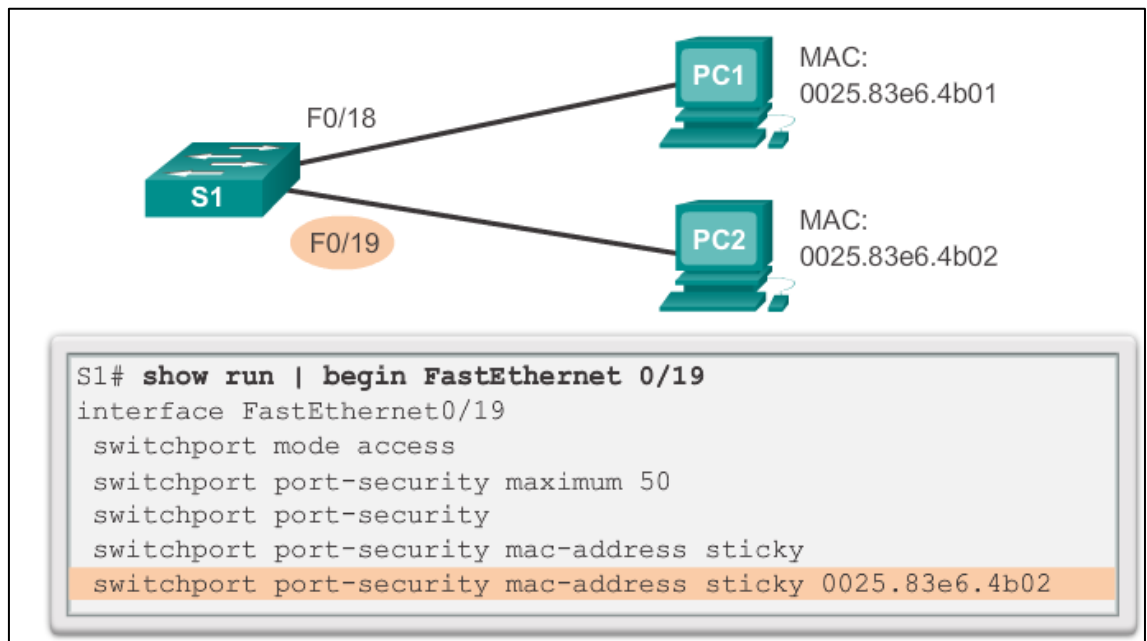 PC1
MAC:
0025.83e6.4b01
F0/18
S1
F0/19
PC2
MAC:
0025.83e6.4b02
S1# show run | begin FastEthernet 0/19
interface FastEthernet0/19
switchport mode access
switchport port-security maximum 50
switchport port-security
switchport port-security mac-address sticky
switchport port-security mac-address sticky 0025.83e6.4b02